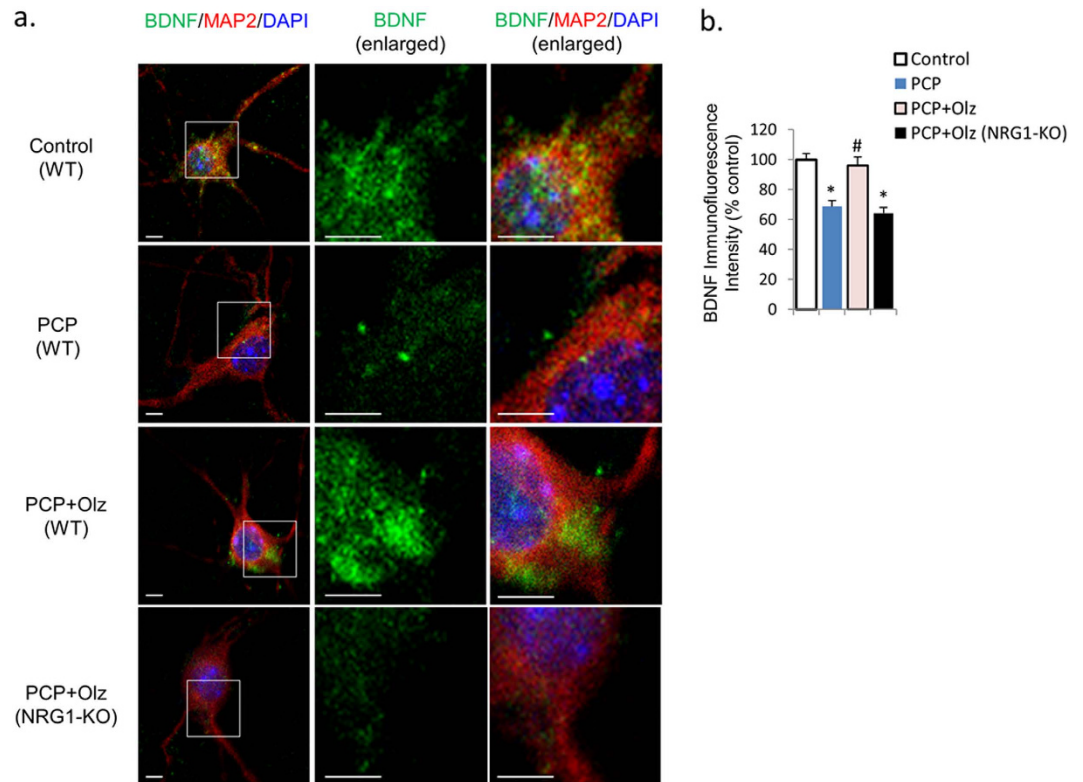 a.
BDNF/MAP2/DAPI
BDNF
(enlarged)
BDNF/MAP2/DAPI
(enlarged)
Control
(WT)
PCP
(WT)
PCP+Olz
(WT)
PCP+Olz
(NRG1-KO)
b.
Control
PCP
PCP+Olz
PCP+Olz (NRG1-KO)
BDNF Immunofluorescence
Intensity (% control)
120
100
80
60
40
20
0
*
#
*